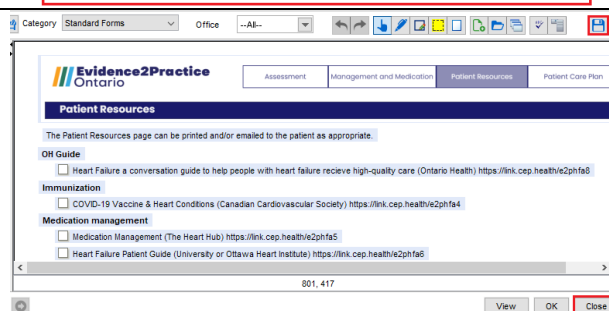 Category Standard Forms Office --All--
Evidence2Practice
Ontario
Assessment Management and Medication Patient Resources Patient Care Plan
Patient Resources
The Patient Resources page can be printed and/or emailed to the patient as appropriate.
OH Guide
Heart Failure a conversation guide to help people with heart failure recieve high-quality care (Ontario Health) https://link.cep.health/e2phfa8
Immunization
COVID-19 Vaccine & Heart Conditions (Canadian Cardiovascular Society) https://link.cep.health/e2phfa4
Medication management
Medication Management (The Heart Hub) https://link.cep.health/e2phfa5
Heart Failure Patient Guide (University or Ottawa Heart Institute) https://link.cep.health/e2phfa6
801, 417
View OK Close